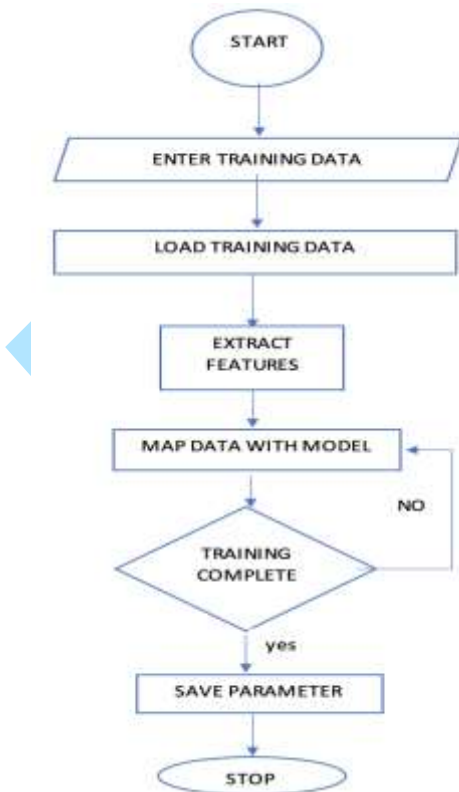 START
ENTER TRAINING DATA
LOAD TRAINING DATA
EXTRACT
FEATURES
MAP DATA WITH MODEL
NO
TRAINING
COMPLETE
yes
SAVE PARAMETER
STOP